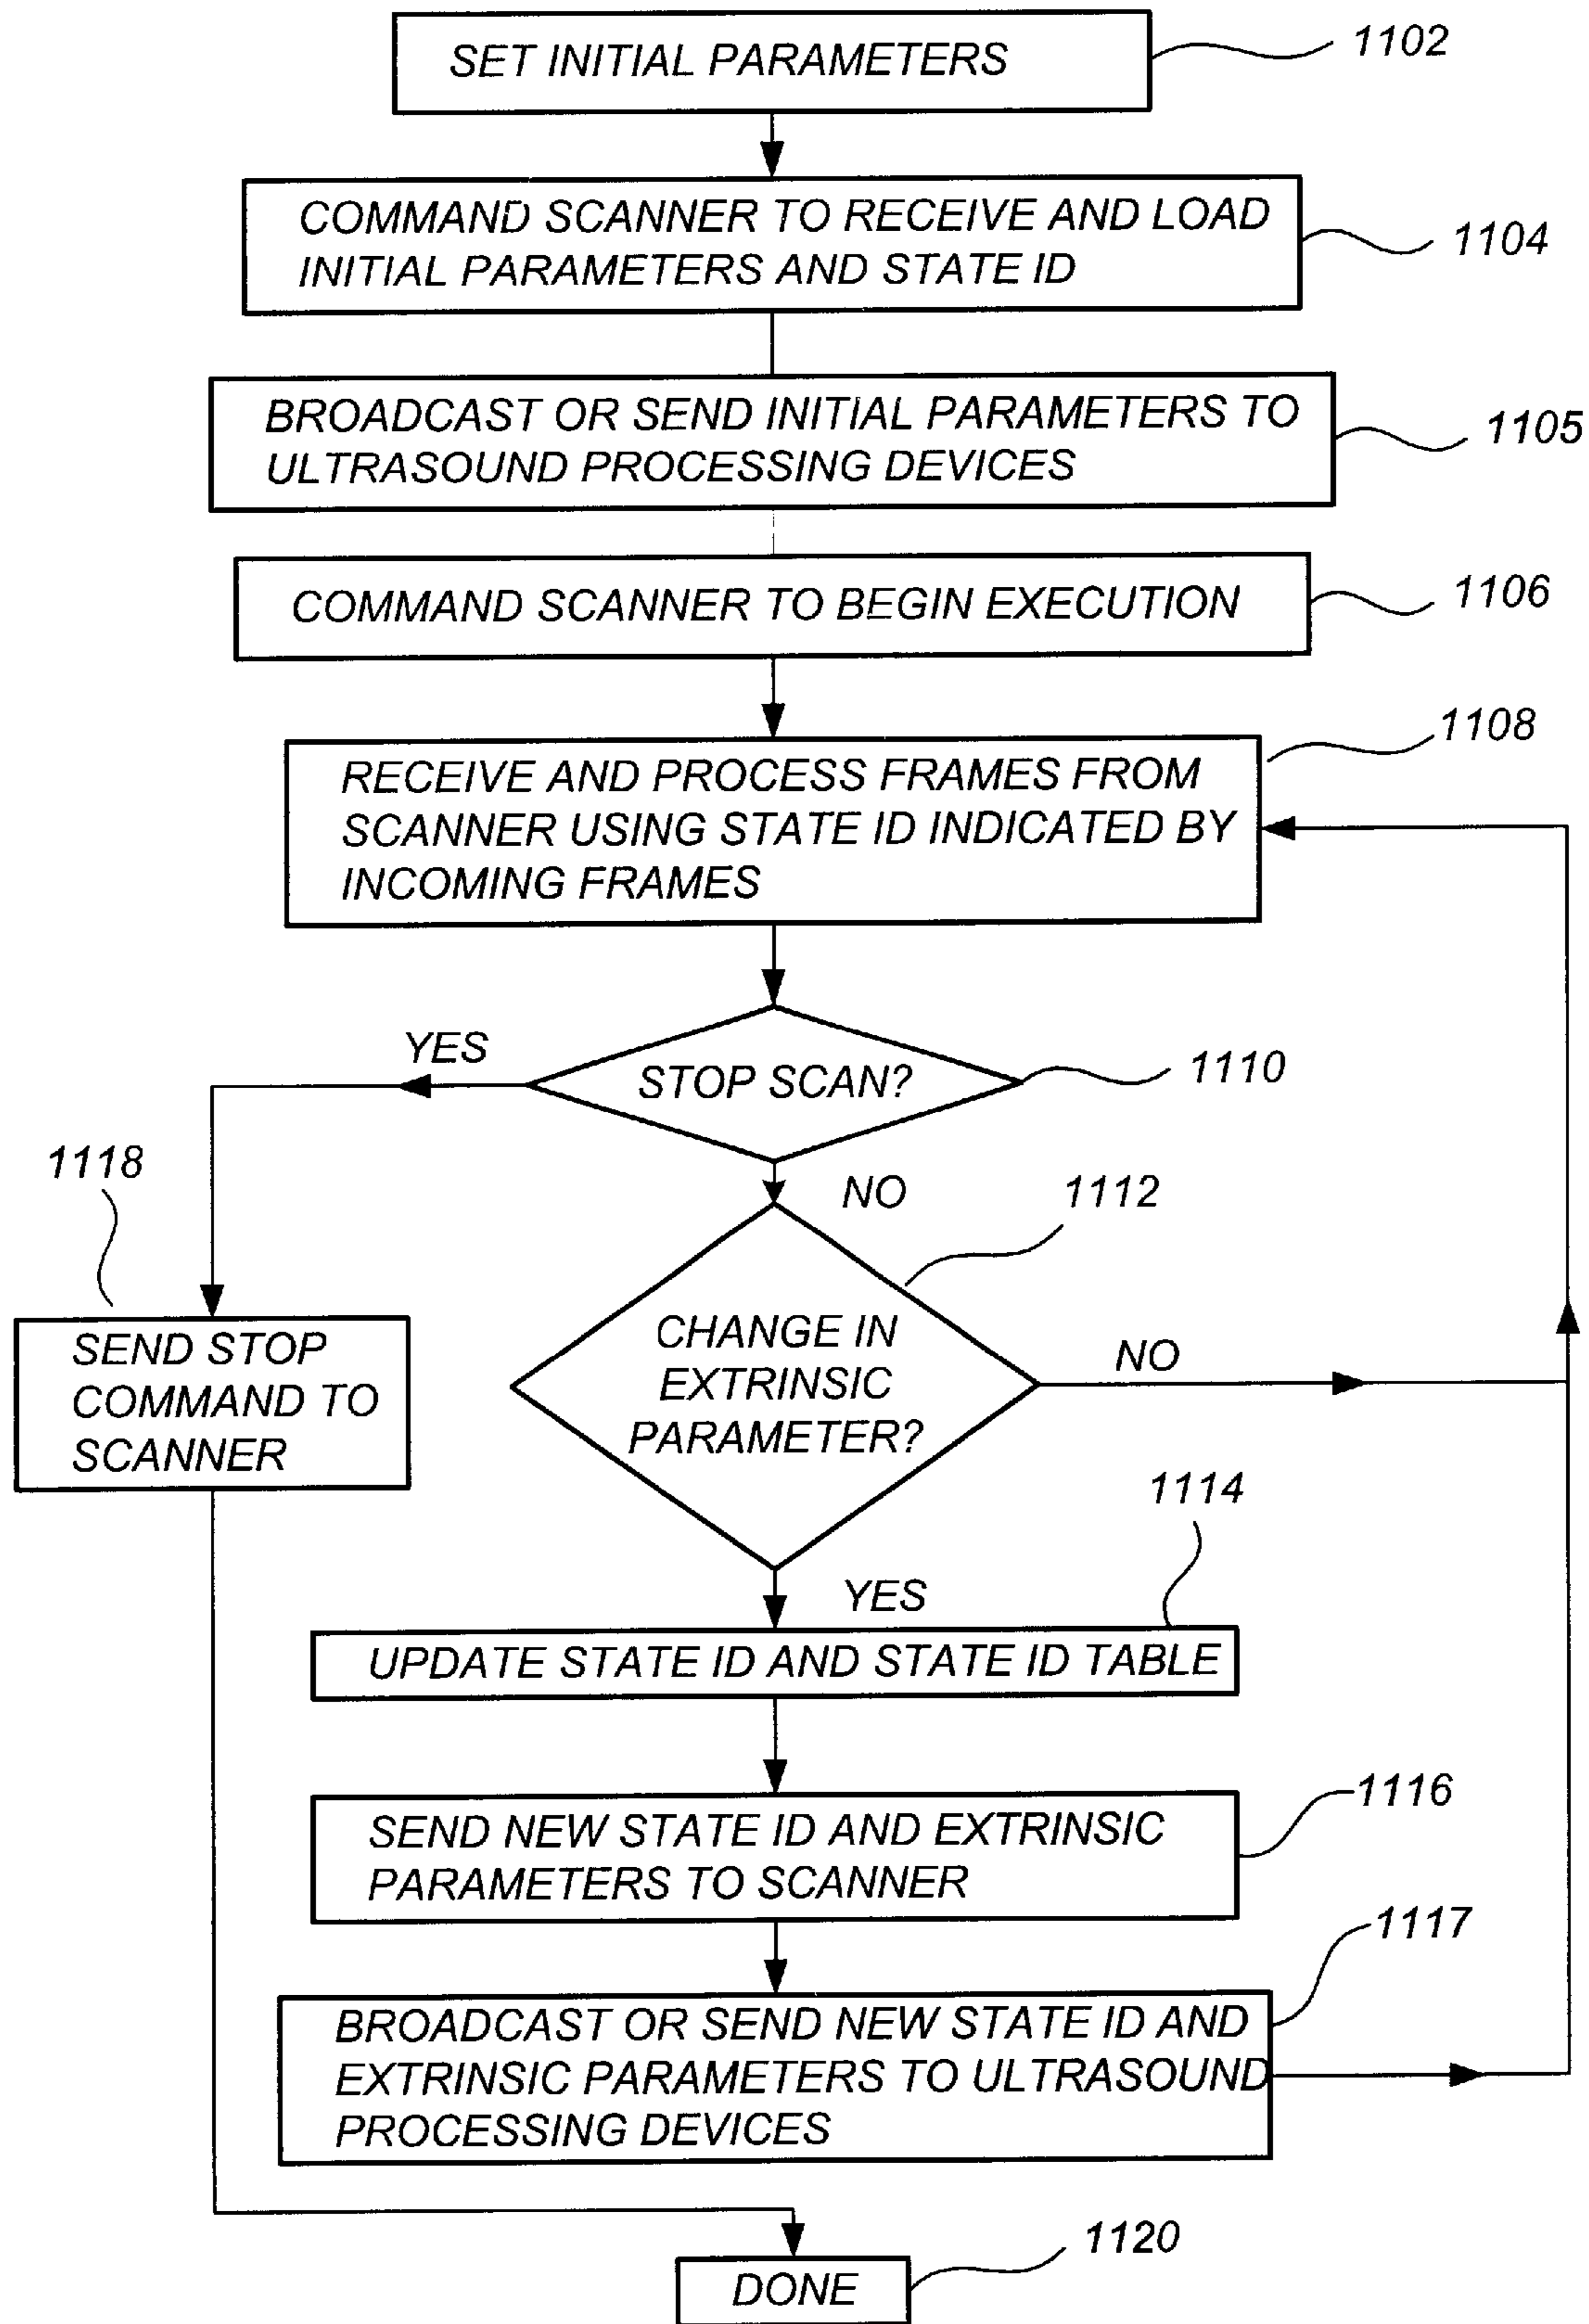 SET INITIAL PARAMETERS
1102
COMMAND SCANNER TO RECEIVE AND LOAD
INITIAL PARAMETERS AND STATE ID
1104
BROADCAST OR SEND INITIAL PARAMETERS TO
ULTRASOUND PROCESSING DEVICES
1105
COMMAND SCANNER TO BEGIN EXECUTION
1106
1108
RECEIVE AND PROCESS FRAMES FROM
SCANNER USING STATE ID INDICATED BY
INCOMING FRAMES
YES
STOP SCAN?
1110
1118
NO
1112
SEND STOP
COMMAND TO
SCANNER
CHANGE IN
EXTRINSIC
PARAMETER?
NO
1114
YES
UPDATE STATE ID AND STATE ID TABLE
1116
SEND NEW STATE ID AND EXTRINSIC
PARAMETERS TO SCANNER
1117
BROADCAST OR SEND NEW STATE ID AND
EXTRINSIC PARAMETERS TO ULTRASOUND
PROCESSING DEVICES
1120
DONE